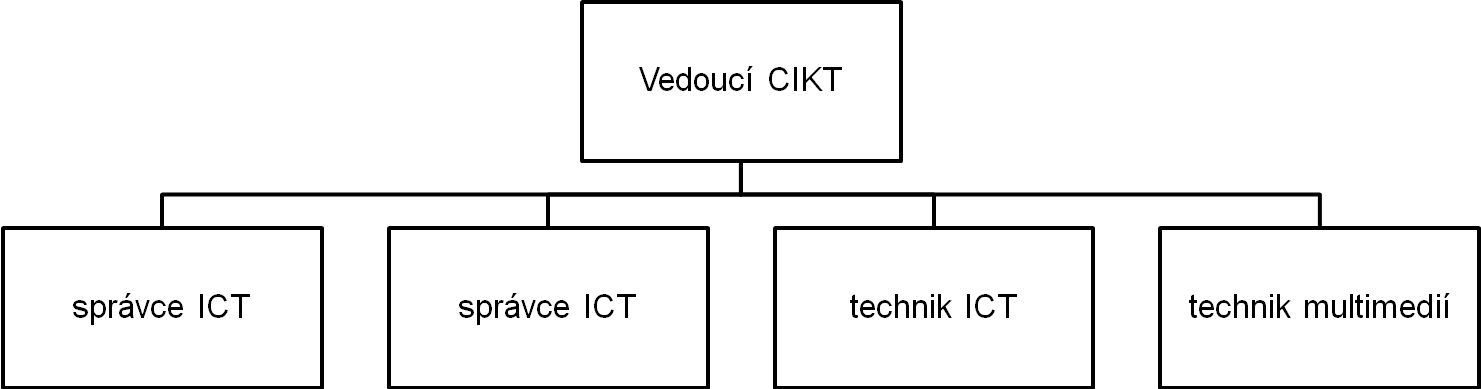 Vedoucí CIKT
správce ICT
správce ICT
technik ICT
technik multimedií